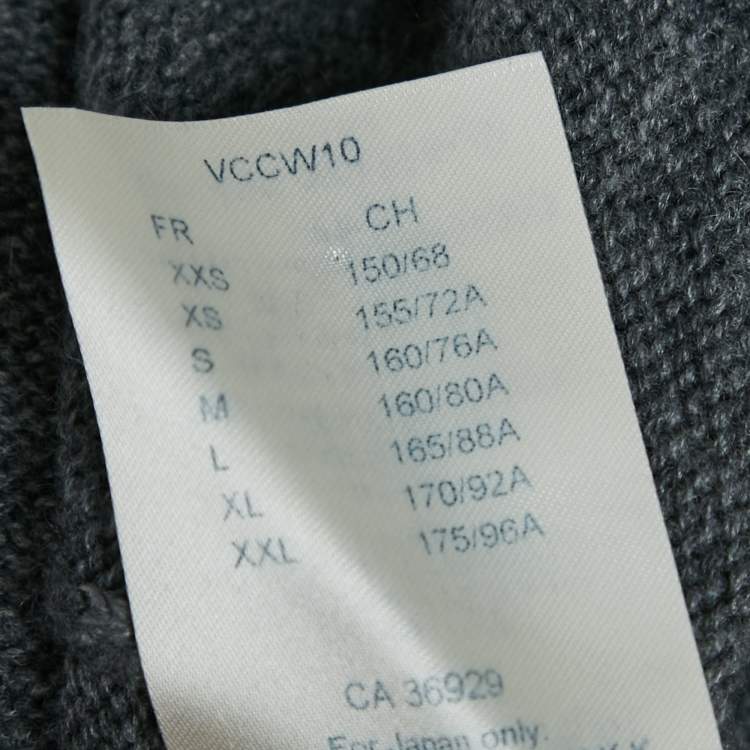 VCCW10
FR CH
XXS 150/68
XS 155/72A
S 160/76A
M 160/80A
L 165/88A
XL 170/92A
XXL 175/96A
CA 36929
For Japan only.
K.K.